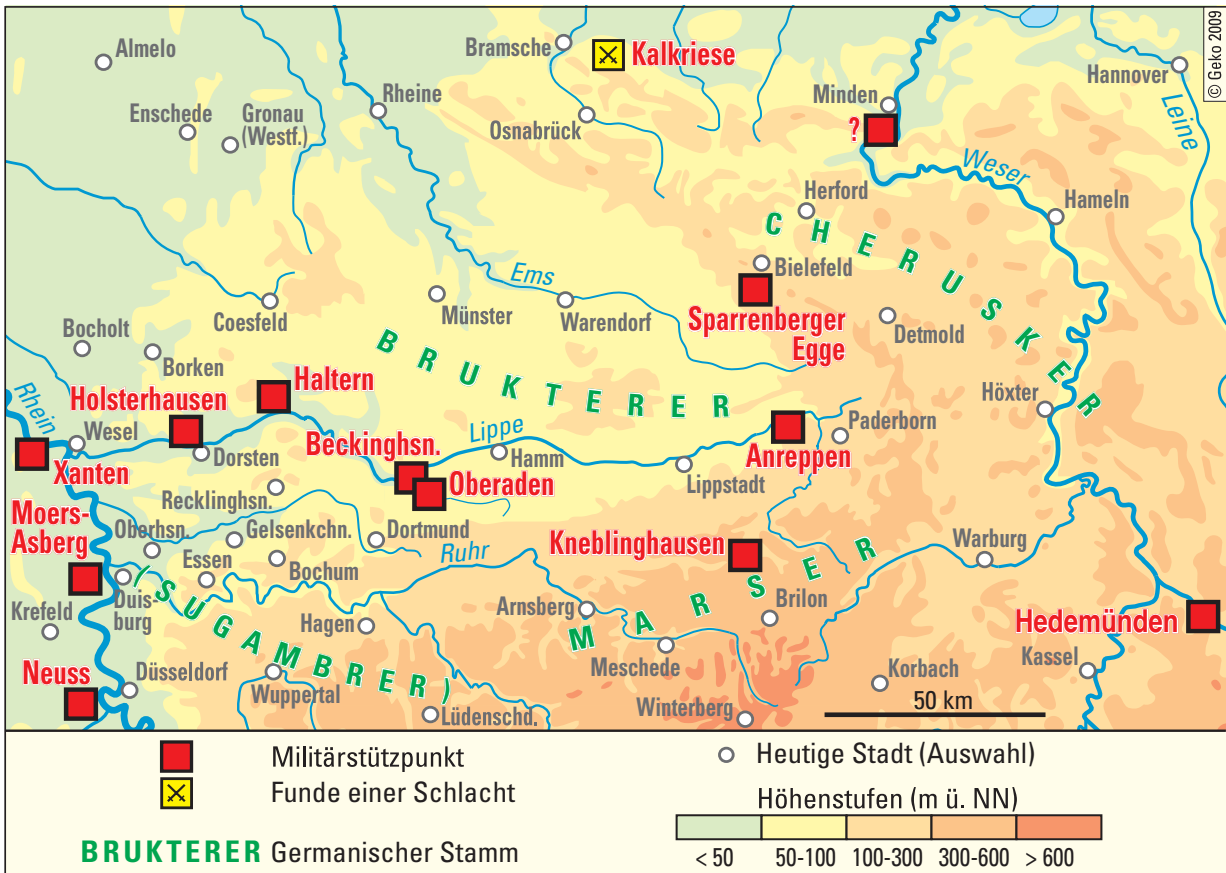 © Geko 2009
Almelo
Bramsche
Kalkriese
Hannover
Enschede
Gronau
(Westf.)
Rheine
Osnabrück
Minden
?
Leine
Weser
Herford
Hameln
CHERUSKER
Bielefeld
Ems
Coesfeld
Münster
Warendorf
Sparrenberger
Egge
Detmold
Bocholt
Borken
BRUKTERER
Haltern
Holsterhausen
Höxter
Rhein
Wesel
Xanten
Dorsten
Beckinghsn.
Lippe
Hamm
Oberaden
Lippstadt
Anreppen
Paderborn
Recklinghsn.
Moers-
Asberg
Oberhsn.
Gelsenkchn.
Dortmund
Essen
Bochum
Ruhr
Kneblinghausen
Warburg
MARSER
Krefeld
Duis-
burg
(SUGAMBRER)
Hagen
Arnsberg
Brilon
Hedemünden
Meschede
Neuss
Düsseldorf
Wuppertal
Lüdenschd.
Winterberg
Korbach
Kassel
50 km
Militärstützpunkt
Funde einer Schlacht
BRUKTERER Germanischer Stamm
Heutige Stadt (Auswahl)
Höhenstufen (m ü. NN)
< 50 50-100 100-300 300-600 > 600